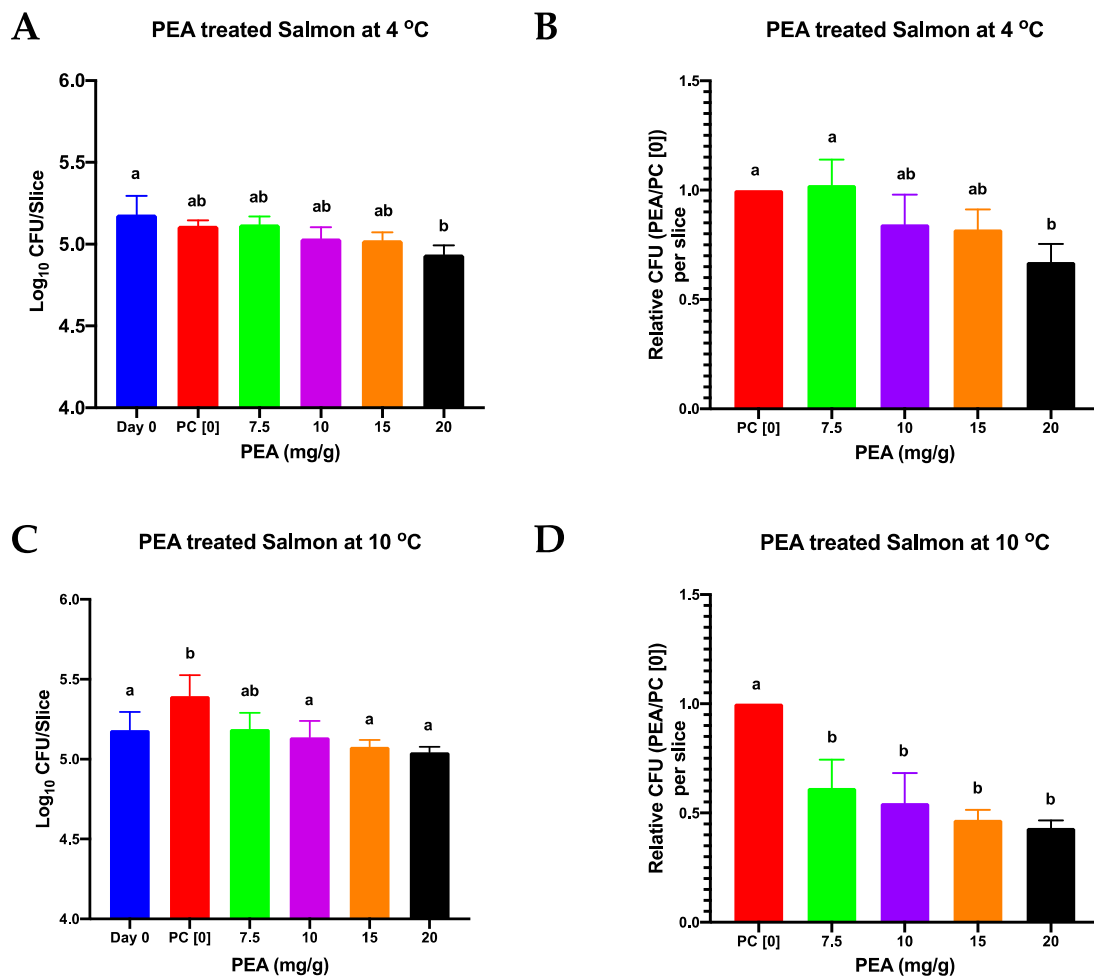 A
PEA treated Salmon at 4 °C
Log₁₀ CFU/Slice
6.0
5.5
5.0
4.5
4.0
a
ab
ab
ab
ab
b
Day 0 PC [0] 7.5 10 15 20
PEA (mg/g)
B
PEA treated Salmon at 4 °C
Relative CFU (PEA/PC [0])
per slice
1.5
1.0
0.5
0.0
a
a
ab
ab
b
PC [0] 7.5 10 15 20
PEA (mg/g)
C
PEA treated Salmon at 10 °C
Log₁₀ CFU/Slice
6.0
5.5
5.0
4.5
4.0
a
b
ab
a
a
a
Day 0 PC [0] 7.5 10 15 20
PEA (mg/g)
D
PEA treated Salmon at 10 °C
Relative CFU (PEA/PC [0])
per slice
1.5
1.0
0.5
0.0
a
b
b
b
b
PC [0] 7.5 10 15 20
PEA (mg/g)